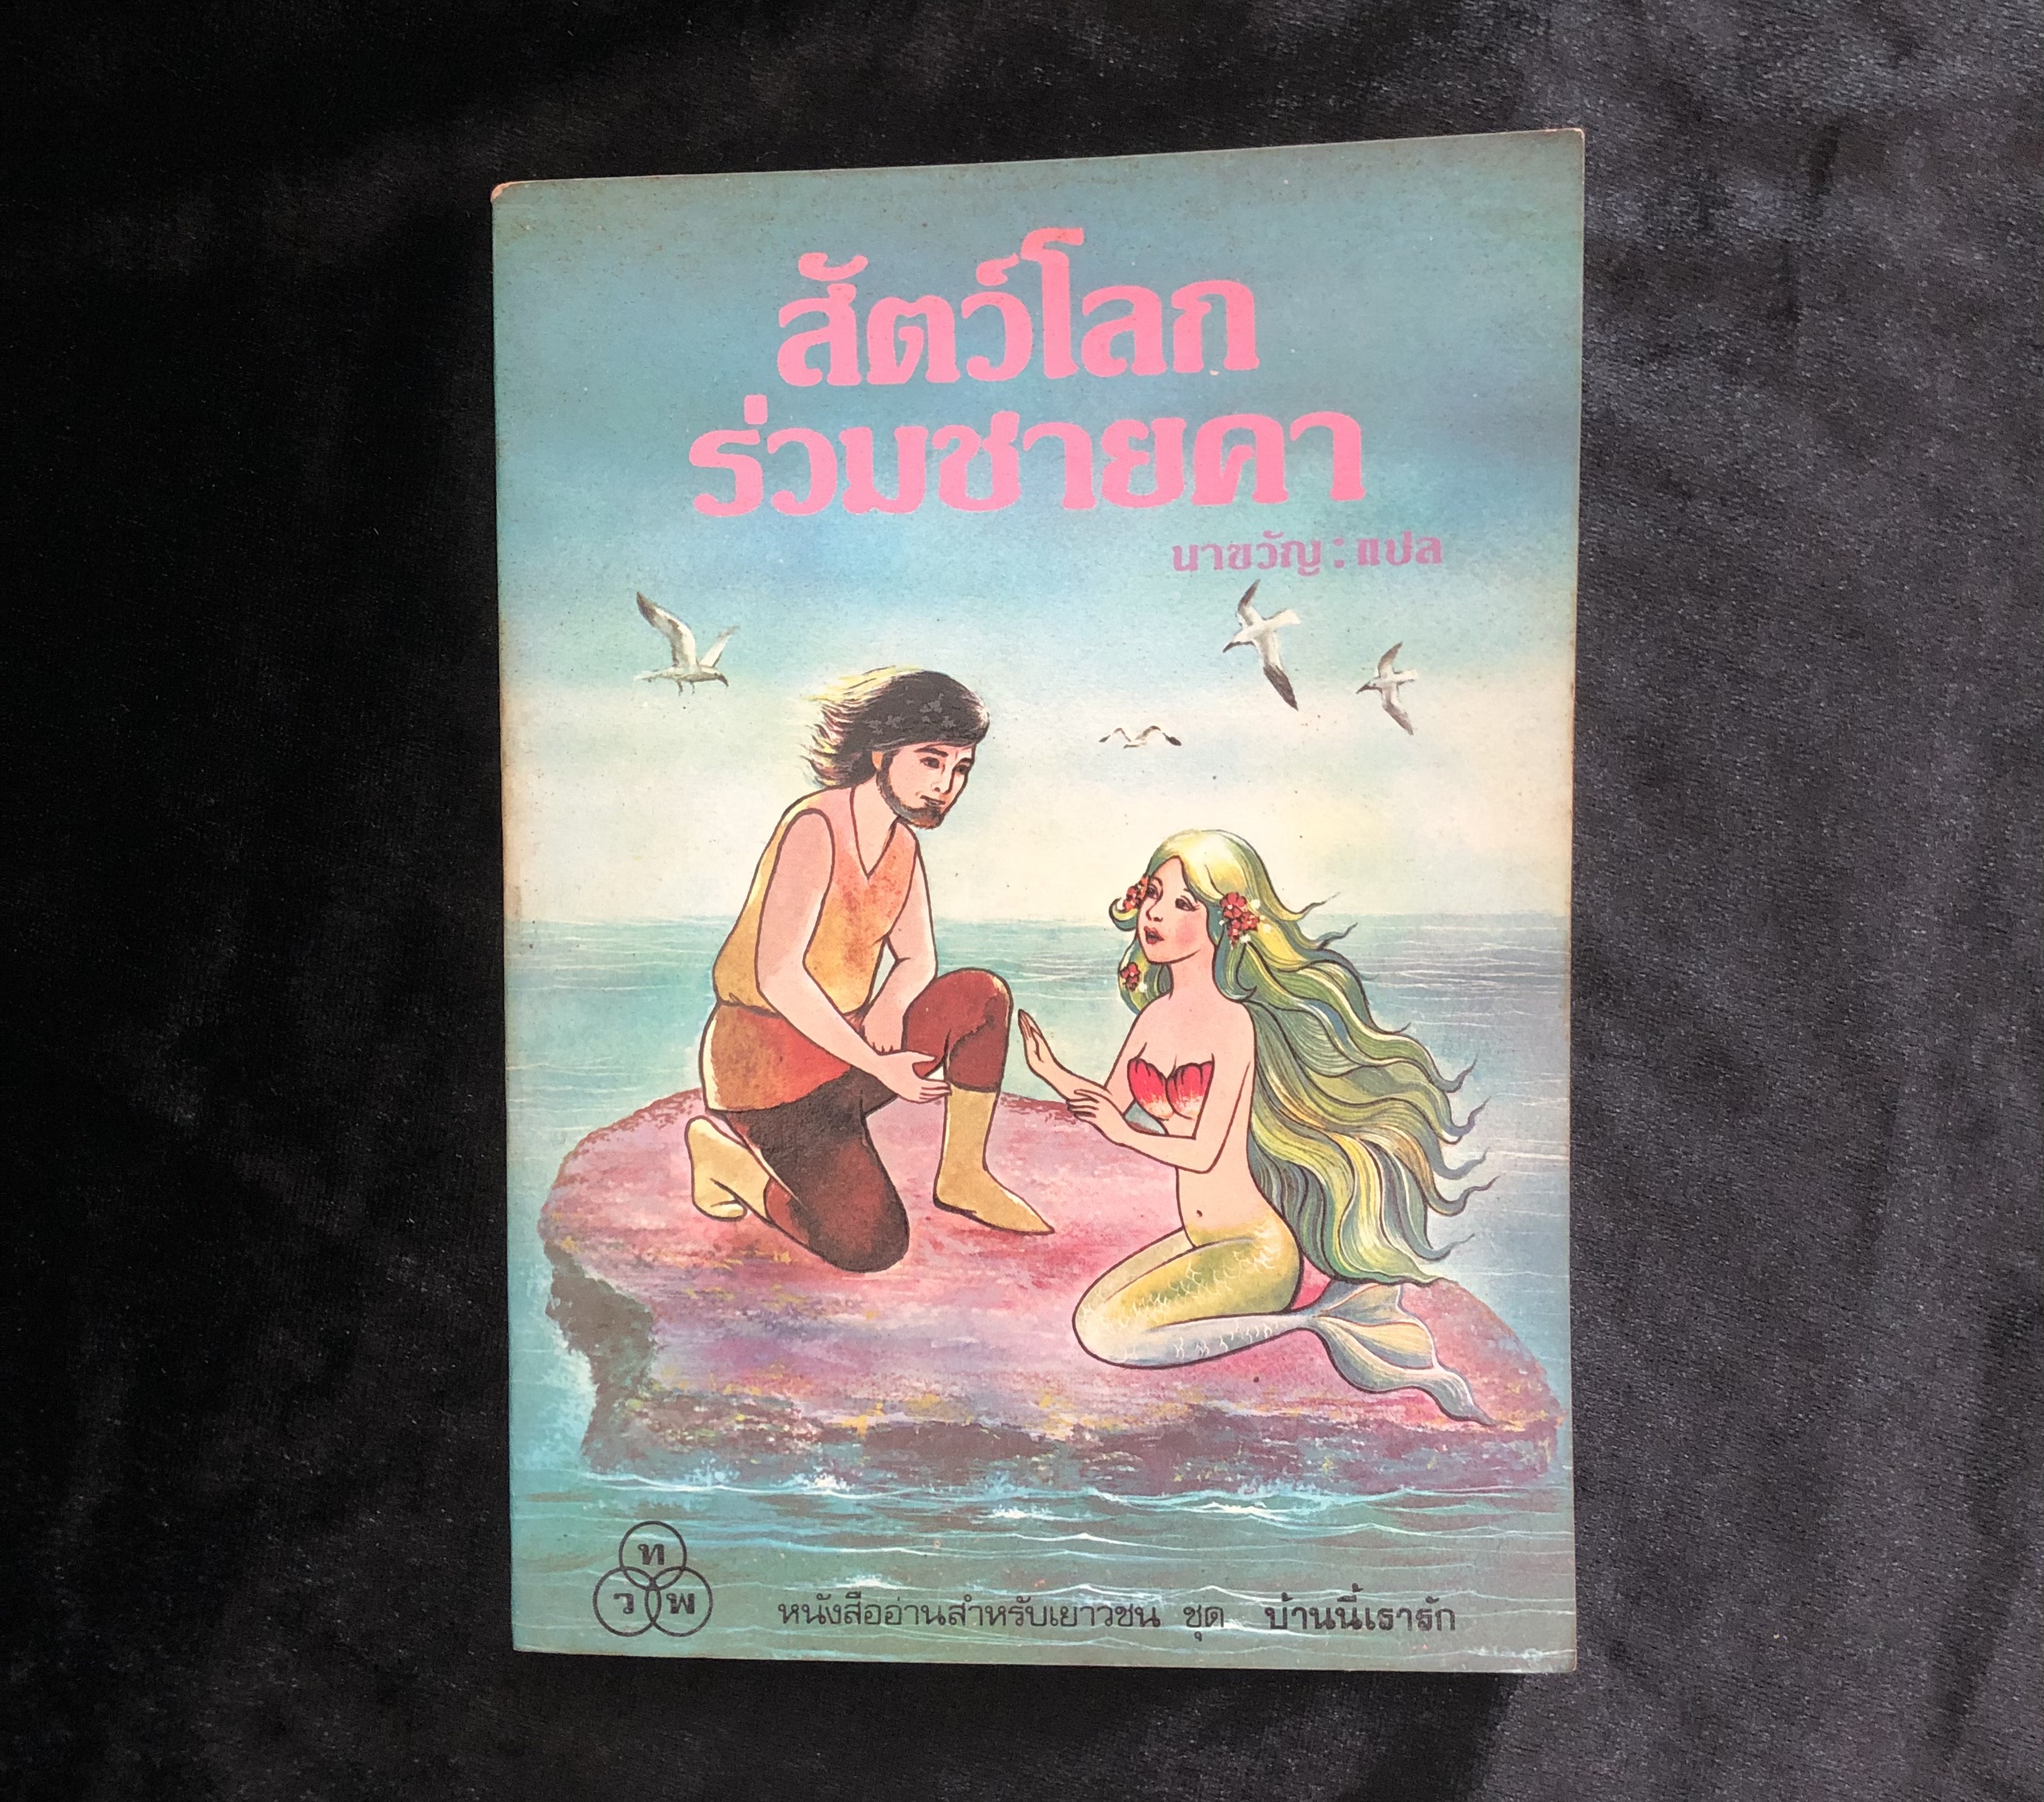 สัตว์โลก
ร่วมชายคา
นาขวัญ : แปล
ท
ว พ
หนังสืออ่านสำหรับเยาวชน ชุด บ้านนี้เรารัก